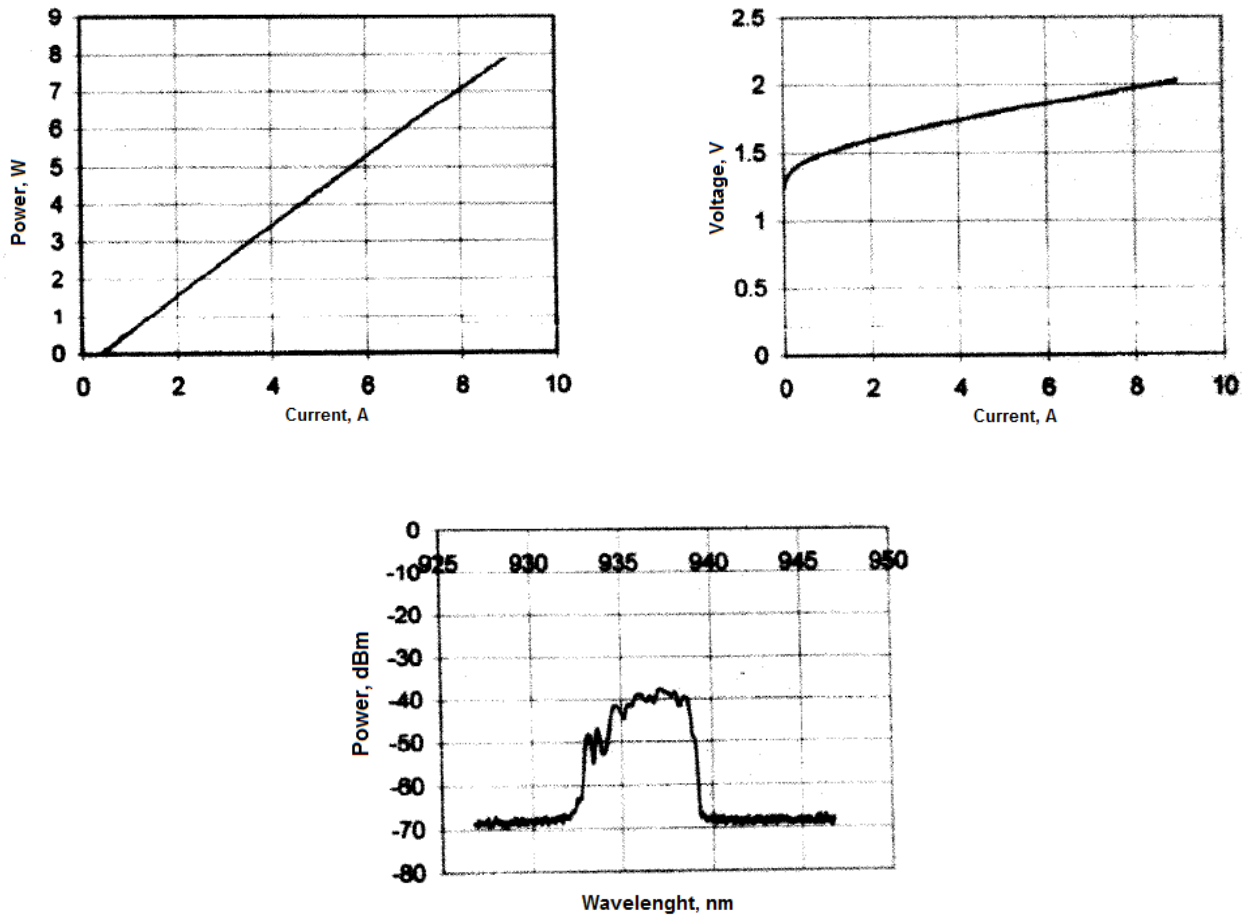 9
8
7
6
5
4
3
2
1
0
Power, W
0 2 4 6 8 10
Current, A
2.5
2
1.5
1
0.5
0
Voltage, V
0 2 4 6 8 10
Current, A
0
-10
-20
-30
-40
-50
-60
-70
-80
925 930 935 940 945 950
Power, dBm
Wavelenght, nm